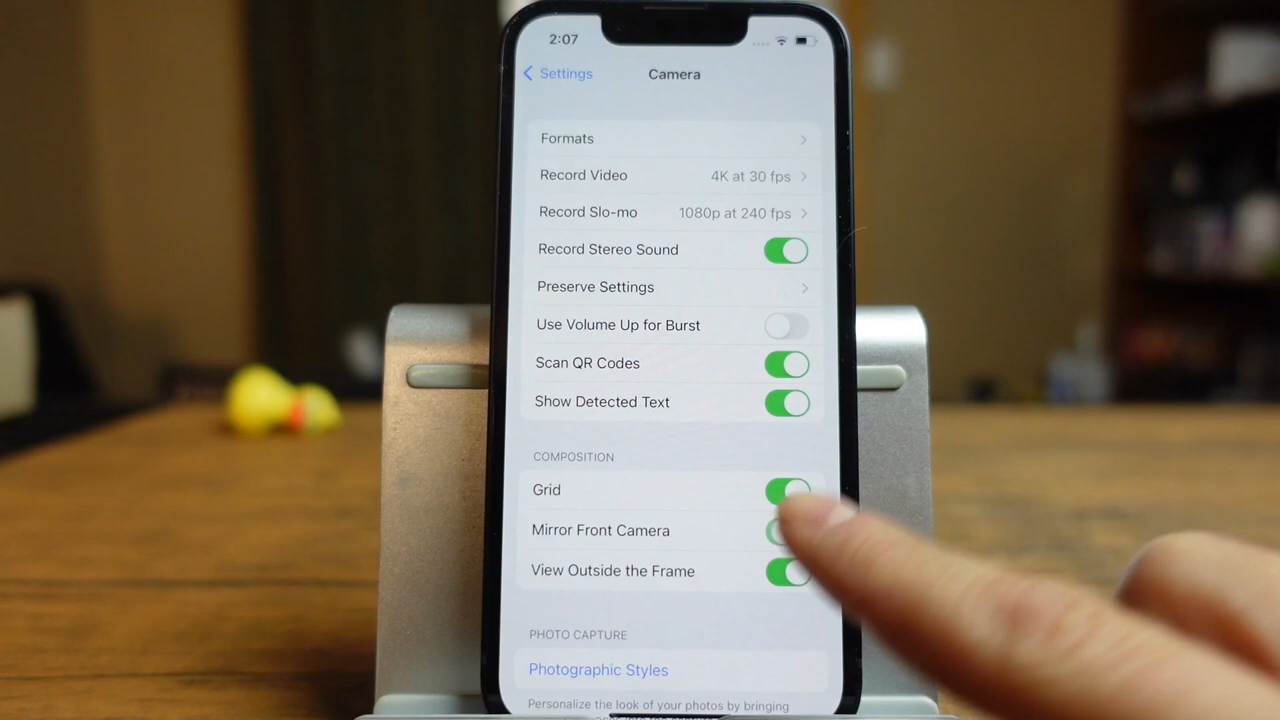 2:07
Settings
Camera
Formats
Record Video 4K at 30 fps
Record Slo-mo 1080p at 240 fps
Record Stereo Sound
Preserve Settings
Use Volume Up for Burst
Scan QR Codes
Show Detected Text
COMPOSITION
Grid
Mirror Front Camera
View Outside the Frame
PHOTO CAPTURE
Photographic Styles
Personalize the look of your photos by bringing